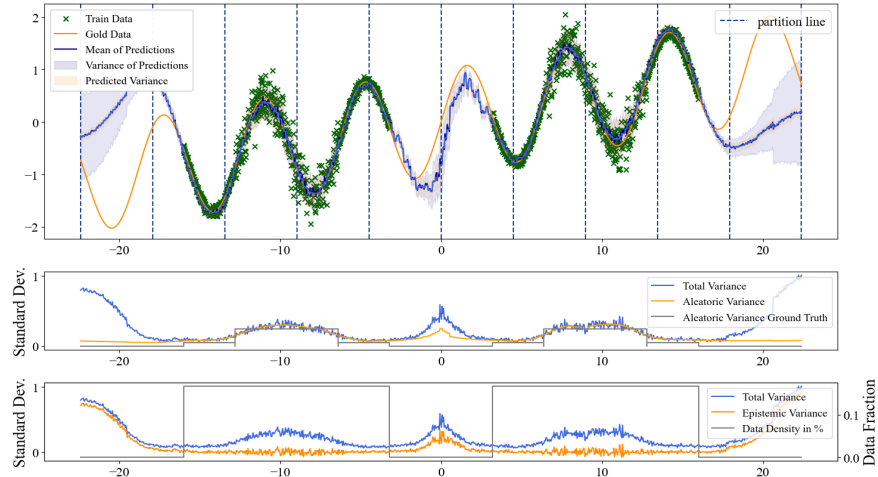 2
1
0
−1
−2
Train Data
Gold Data
Mean of Predictions
Variance of Predictions
Predicted Variance
partition line
−20 −10 0 10 20
Standard Dev.
1
0
Total Variance
Aleatoric Variance
Aleatoric Variance Ground Truth
−20 −10 0 10 20
Standard Dev.
1
0
Total Variance
Epistemic Variance
Data Density in %
0.1
0.0
Data Fraction
−20 −10 0 10 20